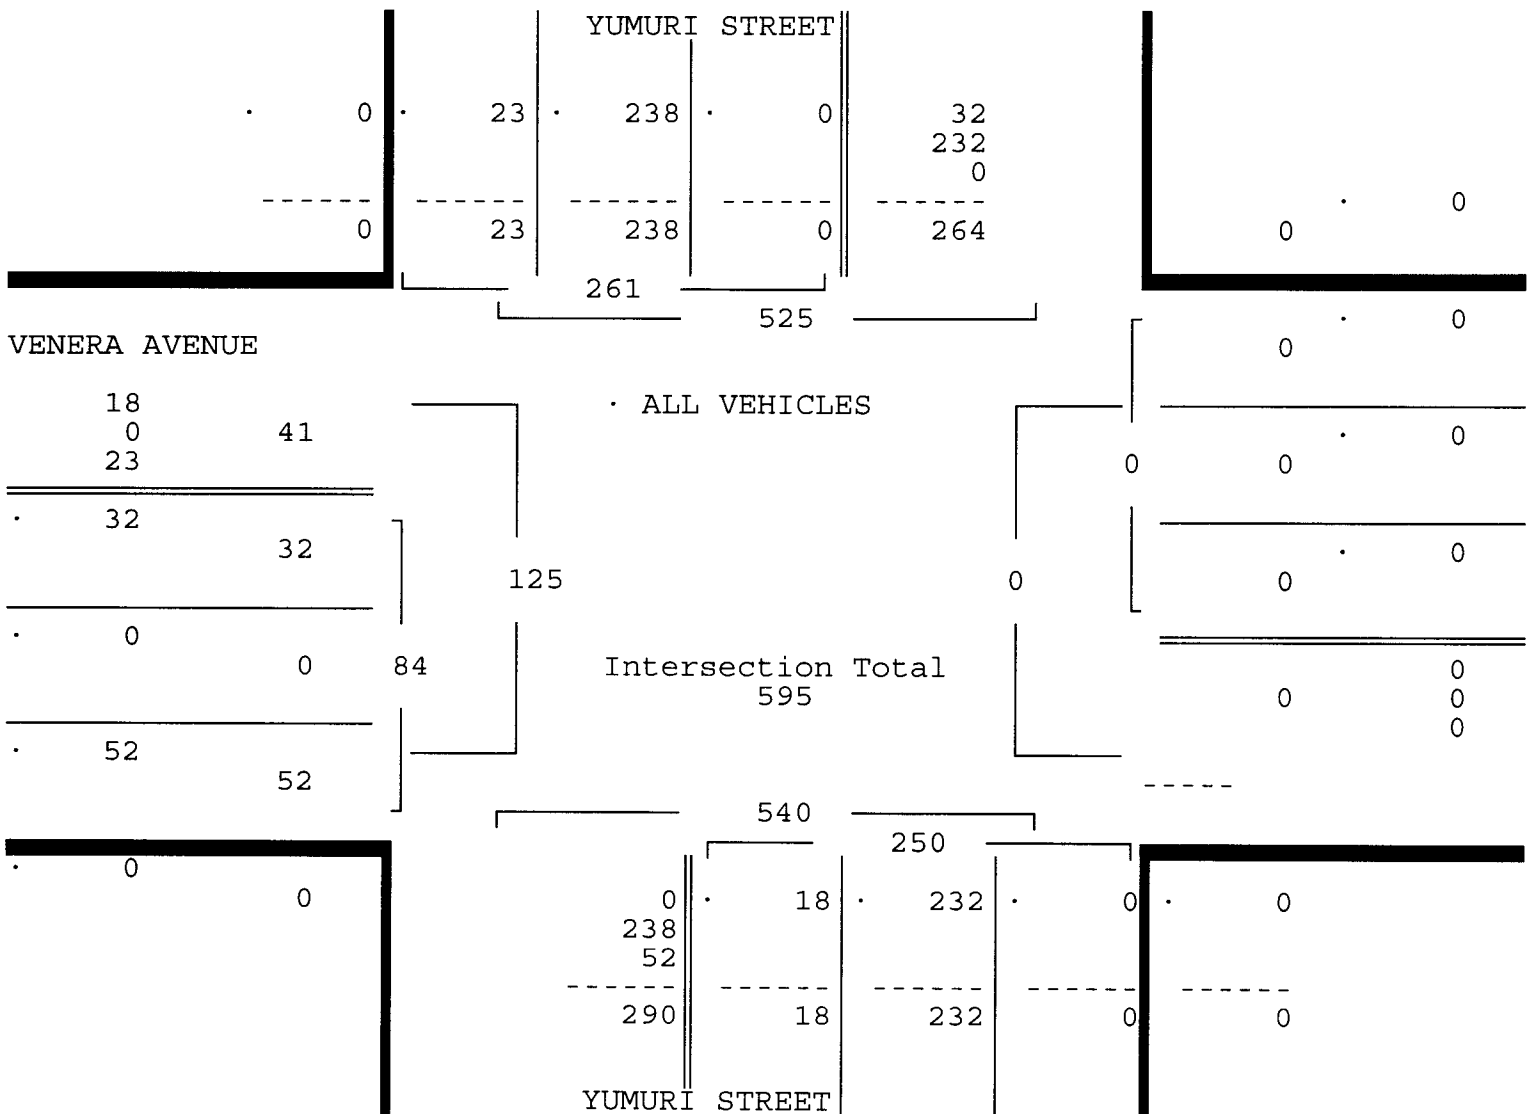 YUMURI STREET
· 0 · 23 · 238 · 0 32
232
0
------ ------ ------ ------ ------ · 0
0 23 238 0 264 0
261
525 · 0
VENERA AVENUE 0
18 · ALL VEHICLES
0 41 · 0
23 0 0
· 32
32 · 0
125 0 0
· 0
0 84 Intersection Total 0
595 0 0
0
· 52
52
-----
540
250
· 0
0 0 · 18 · 232 · 0 · 0
238
52
------ ------ ------ ------ ------
290 18 232 0 0
YUMURI STREET